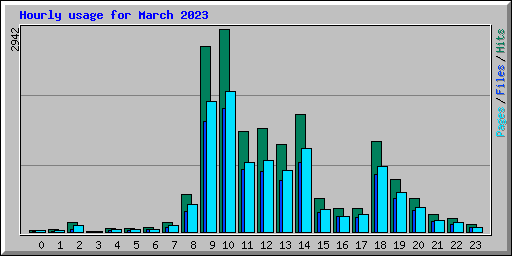 Hourly usage for March 2023
2942
Pages/Files/Hits
0 1 2 3 4 5 6 7 8 9 10 11 12 13 14 15 16 17 18 19 20 21 22 23